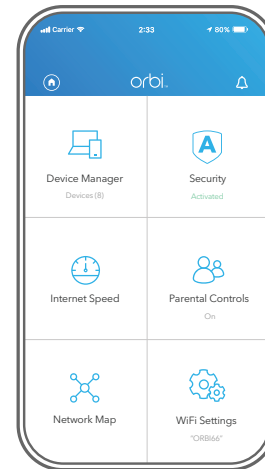 Carrier 2:33 80%
orbi
Device Manager Security
Devices (8) Activated
Internet Speed Parental Controls
On
Network Map WiFi Settings
"ORBI66"